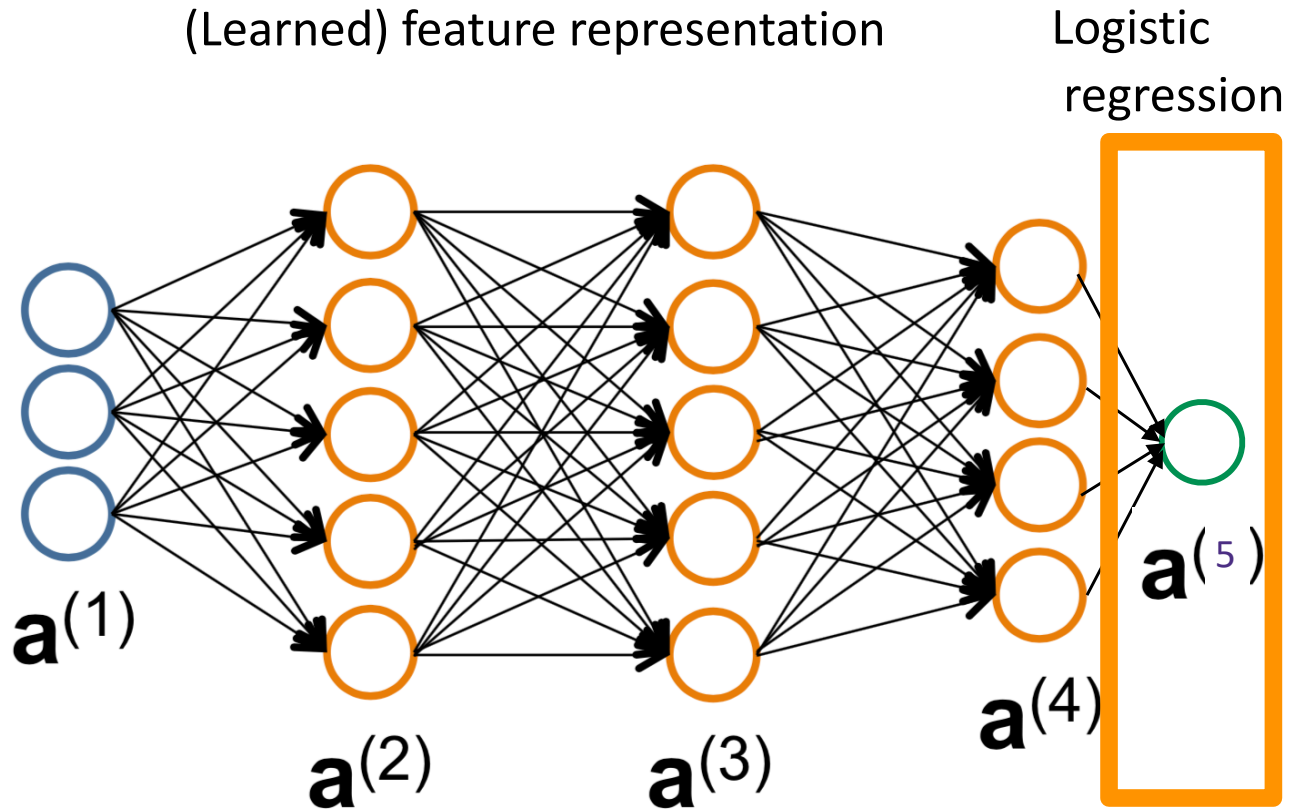 (Learned) feature representation
Logistic
regression
a(1)
a(2)
a(3)
a(4)
a(5)